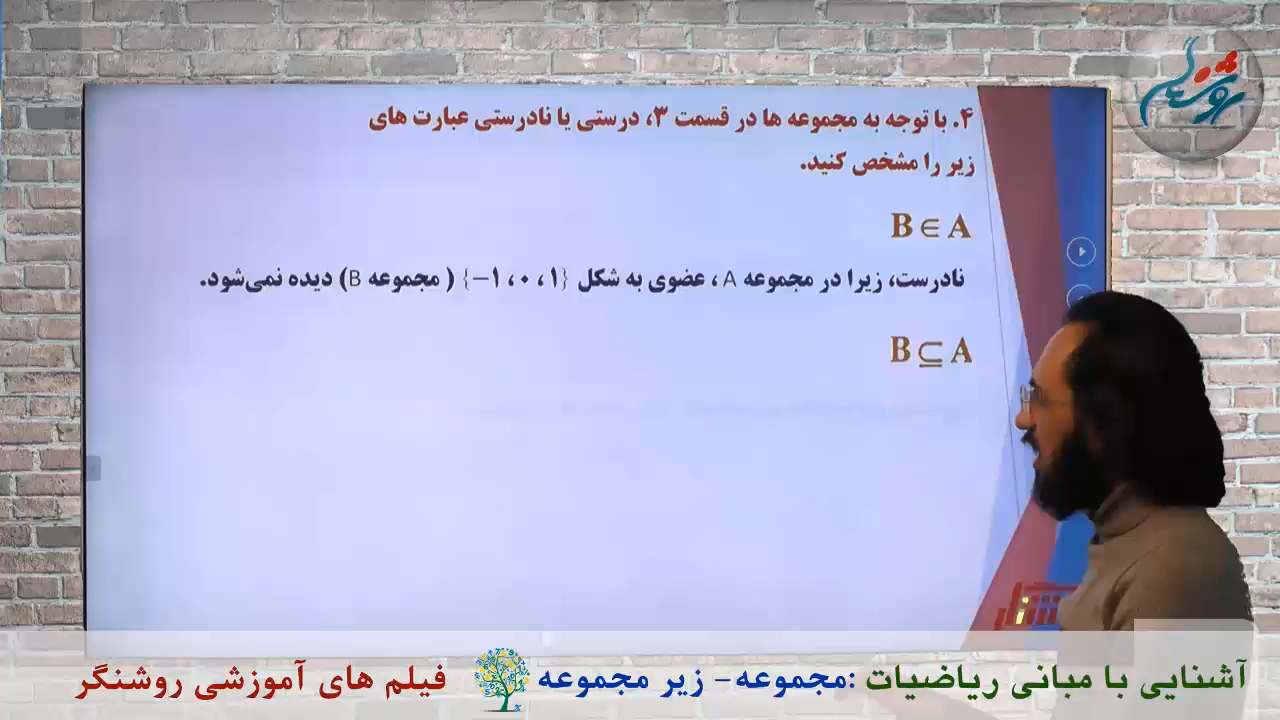 روشنگر
۴. با توجه به مجموعه ها در قسمت ۳، درستی یا نادرستی عبارت های
زیر را مشخص کنید.
B ∈ A
نادرست، زیرا در مجموعه A ، عضوی به شکل {۱ ، ۰ ، ۱−} ( مجموعه B) دیده نمی‌شود.
B ⊆ A
آشنایی با مبانی ریاضیات :مجموعه- زیر مجموعه فیلم های آموزشی روشنگر